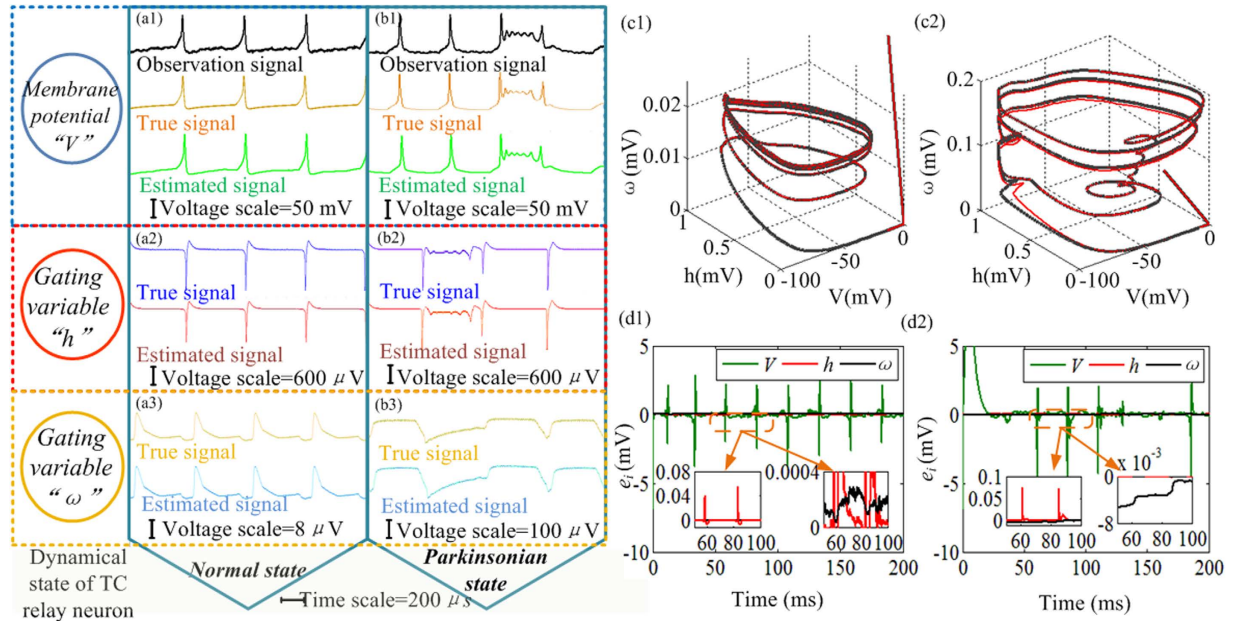 Membrane
potential
“V”
(a1)
Observation signal
True signal
Estimated signal
Voltage scale=50 mV
(b1)
Observation signal
True signal
Estimated signal
Voltage scale=50 mV
Gating
variable
“h”
(a2)
True signal
Estimated signal
Voltage scale=600 μV
(b2)
True signal
Estimated signal
Voltage scale=600 μV
Gating
variable
“ω”
(a3)
True signal
Estimated signal
Voltage scale=8 μV
(b3)
True signal
Estimated signal
Voltage scale=100 μV
Dynamical
state of TC
relay neuron
Normal state
Parkinsonian
state
Time scale=200 μs
(c1)
0.02
0.01
0
ω (mV)
1
0.5
0
h(mV)
-100
-50
0
V(mV)
(c2)
0.2
0.1
0
ω (mV)
1
0.5
0
h(mV)
-100
-50
0
V(mV)
(d1)
5
0
-5
-10
ei (mV)
V h ω
0.08
0.04
0
60 80 100
0.0004
0
60 80 100
0 50 100 150 200
Time (ms)
(d2)
5
0
-5
-10
ei (mV)
V h ω
0.1
0.05
0
60 80 100
x 10-3
0
-8
60 80 100
0 50 100 150 200
Time (ms)